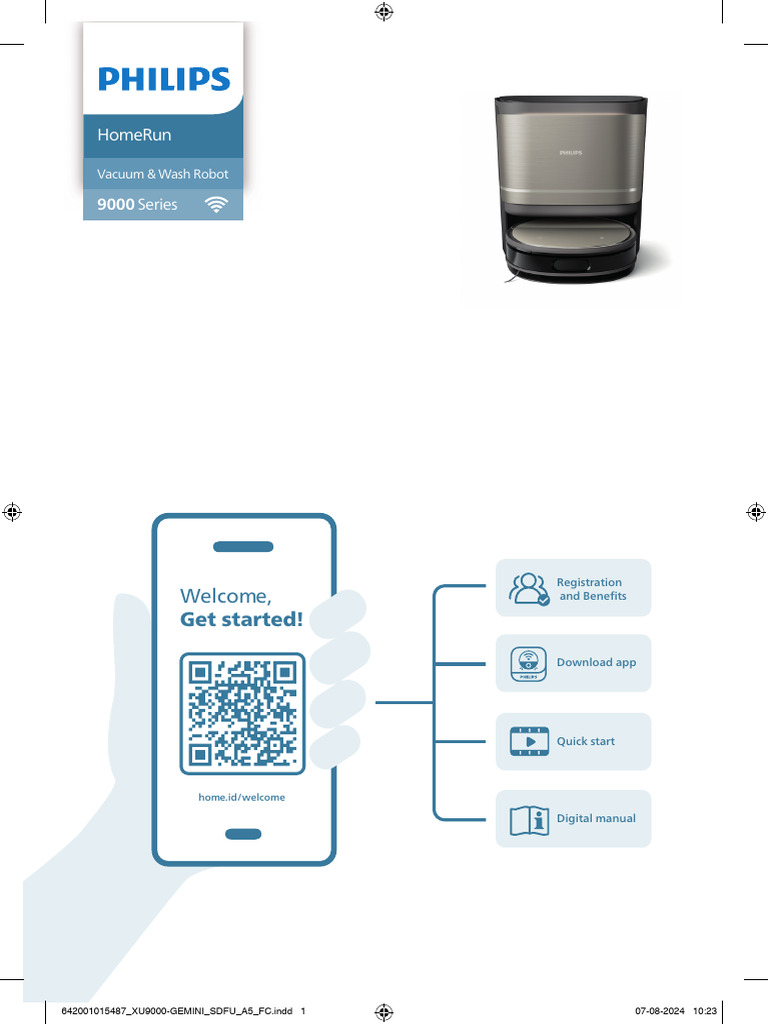 PHILIPS
HomeRun
Vacuum & Wash Robot
9000 Series
PHILIPS
Welcome,
Get started!
home.id/welcome
Registration
and Benefits
PHILIPS
Download app
Quick start
Digital manual
642001015487_XU9000-GEMINI_SDFU_A5_FC.indd 1
07-08-2024 10:23